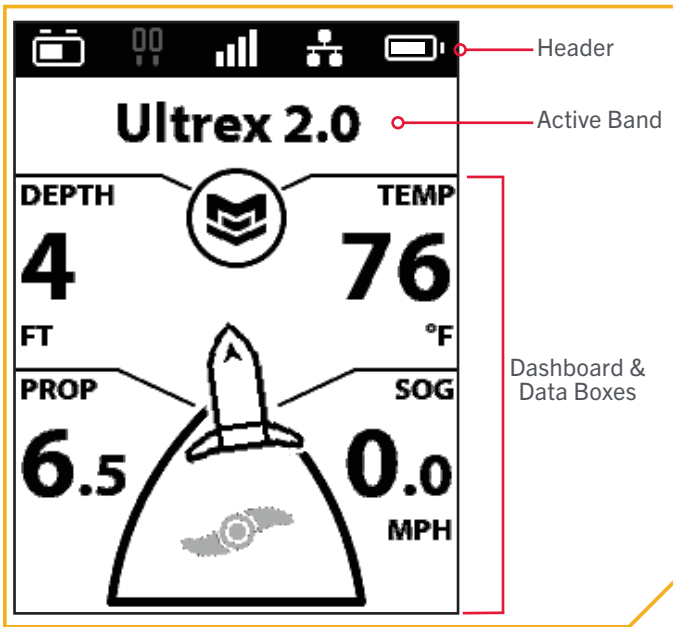 Header
Ultrex 2.0
Active Band
DEPTH
4
FT
TEMP
76
°F
PROP
6.5
SOG
0.0
MPH
Dashboard &
Data Boxes